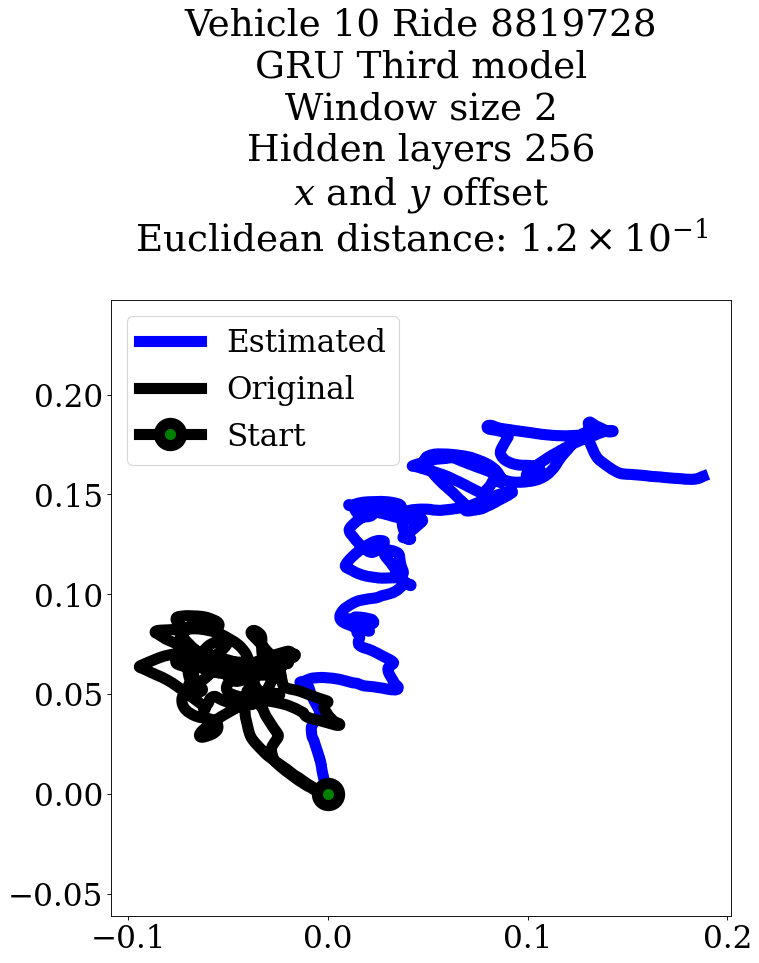 Vehicle 10 Ride 8819728
GRU Third model
Window size 2
Hidden layers 256
x and y offset
Euclidean distance: 1.2 × 10⁻¹
Estimated
Original
Start
0.20
0.15
0.10
0.05
0.00
−0.05
−0.1 0.0 0.1 0.2